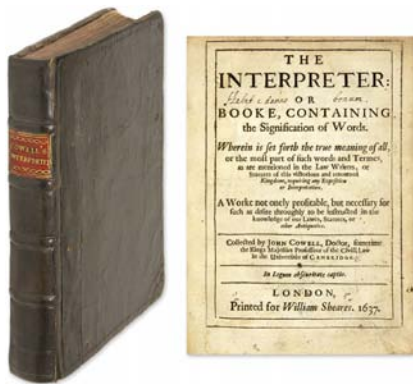 COWELL'S
INTERPRETER
THE
INTERPRETER:
OR
BOOKE, CONTAINING
the Signification of Words.
Wherein is set forth the true meaning of all,
or the most part of such words and Termes,
as are mentioned in the Law Writers, or
Statutes of this victorious and renowned
Kingdome, requiring any Exposition
or Interpretation.
A Worke not onely profitable, but necessary for
such as desire throughly to be instructed in the
knowledge of our Lawes, Statutes, or
other Antiquities.
Collected by JOHN COWELL, Doctor, sometime
the Kings Majesties Professour of the Civill Law
in the Universitie of CAMBRIDGE.
In Legum obscuritate captio.
LONDON,
Printed for William Sheares. 1637.